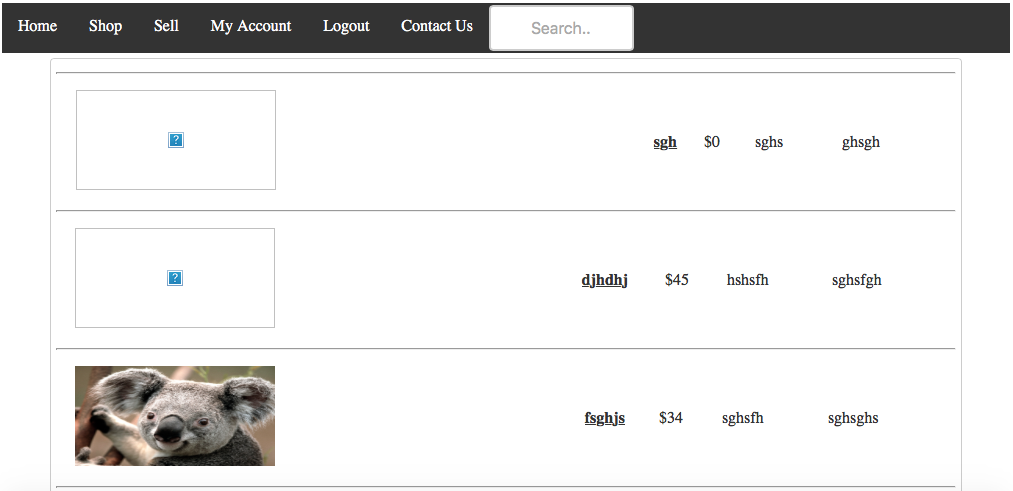 Home Shop Sell My Account Logout Contact Us Search..
sgh $0 sghs ghsgh
djhdhj $45 hshsfh sghsfgh
fsghjs $34 sghsfh sghsghs